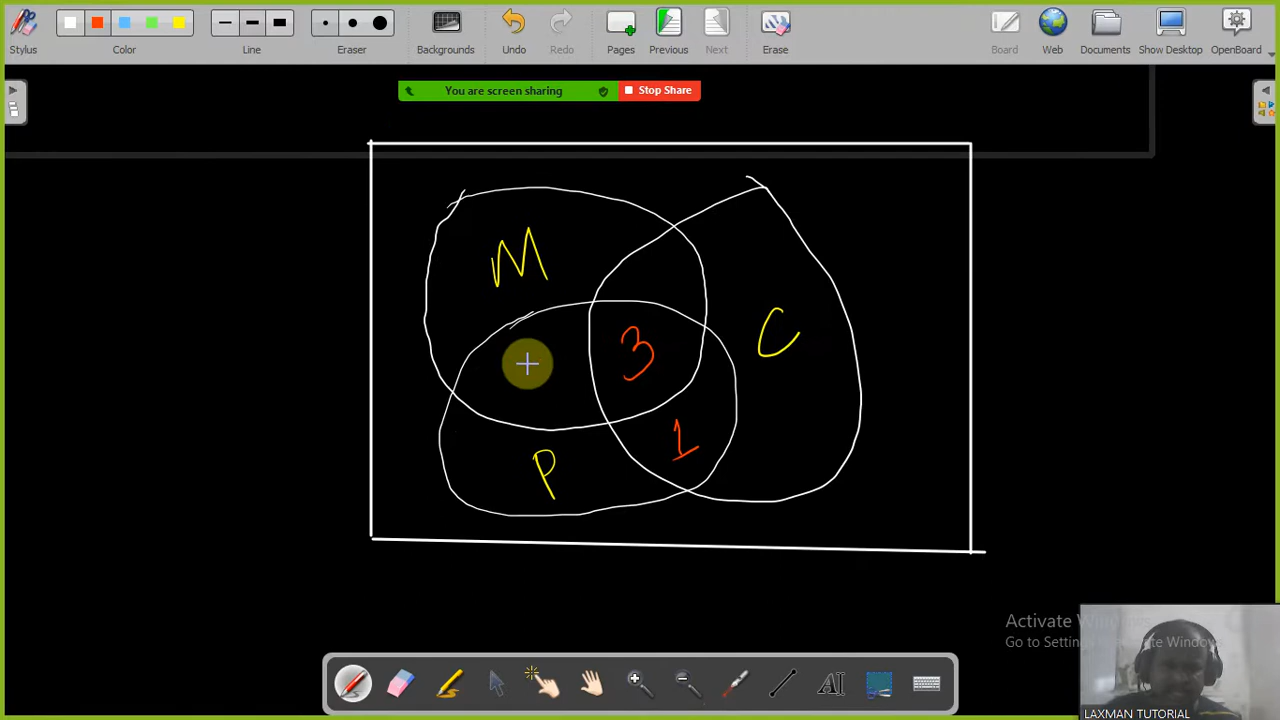 Stylus
Color
Line
Eraser
Backgrounds
Undo
Redo
Pages
Previous
Next
Erase
Board
Web
Documents
Show Desktop
OpenBoard
You are screen sharing
Stop Share
M
C
3
1
P
Activate Windows
Go to Settings to activate Windows
LAXMAN TUTORIAL